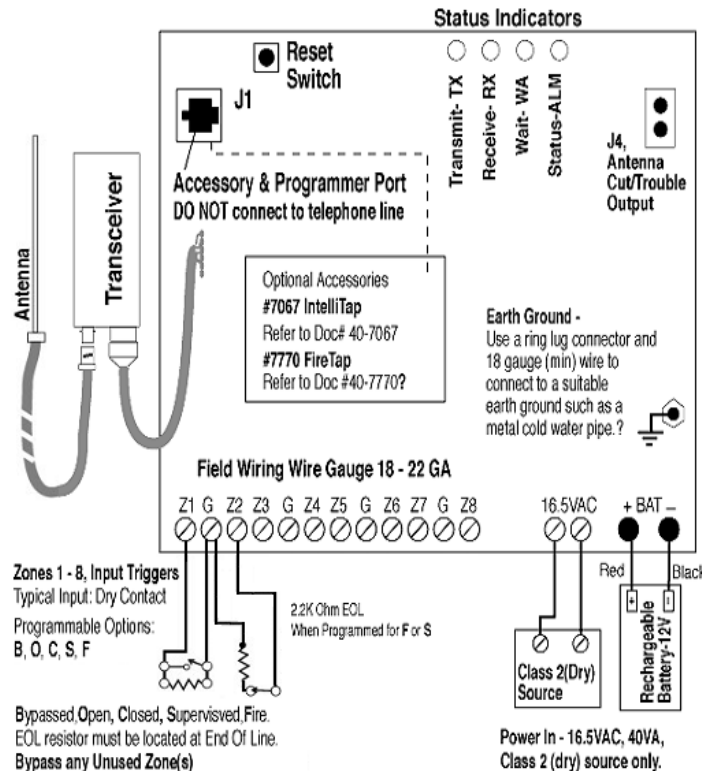 Status Indicators
Reset
Switch
J1
Transmit- TX
Receive- RX
Wait- WA
Status-ALM
J4,
Antenna
Cut/Trouble
Output
Accessory & Programmer Port
DO NOT connect to telephone line
Antenna
Transceiver
Optional Accessories
#7067 IntelliTap
Refer to Doc# 40-7067
#7770 FireTap
Refer to Doc #40-7770?
Earth Ground -
Use a ring lug connector and
18 gauge (min) wire to
connect to a suitable
earth ground such as a
metal cold water pipe.?
Field Wiring Wire Gauge 18 - 22 GA
Z1 G Z2 Z3 G Z4 Z5 G Z6 Z7 G Z8
16.5VAC
+ BAT -
Red
Black
Zones 1 - 8, Input Triggers
Typical Input: Dry Contact
Programmable Options:
B, O, C, S, F
2.2K Ohm EOL
When Programmed for F or S
Class 2(Dry)
Source
+ -
Rechargeable
Battery-12V
Bypassed,Open, Closed, Supervisved,Fire.
EOL resistor must be located at End Of Line.
Bypass any Unused Zone(s)
Power In - 16.5VAC, 40VA,
Class 2 (dry) source only.